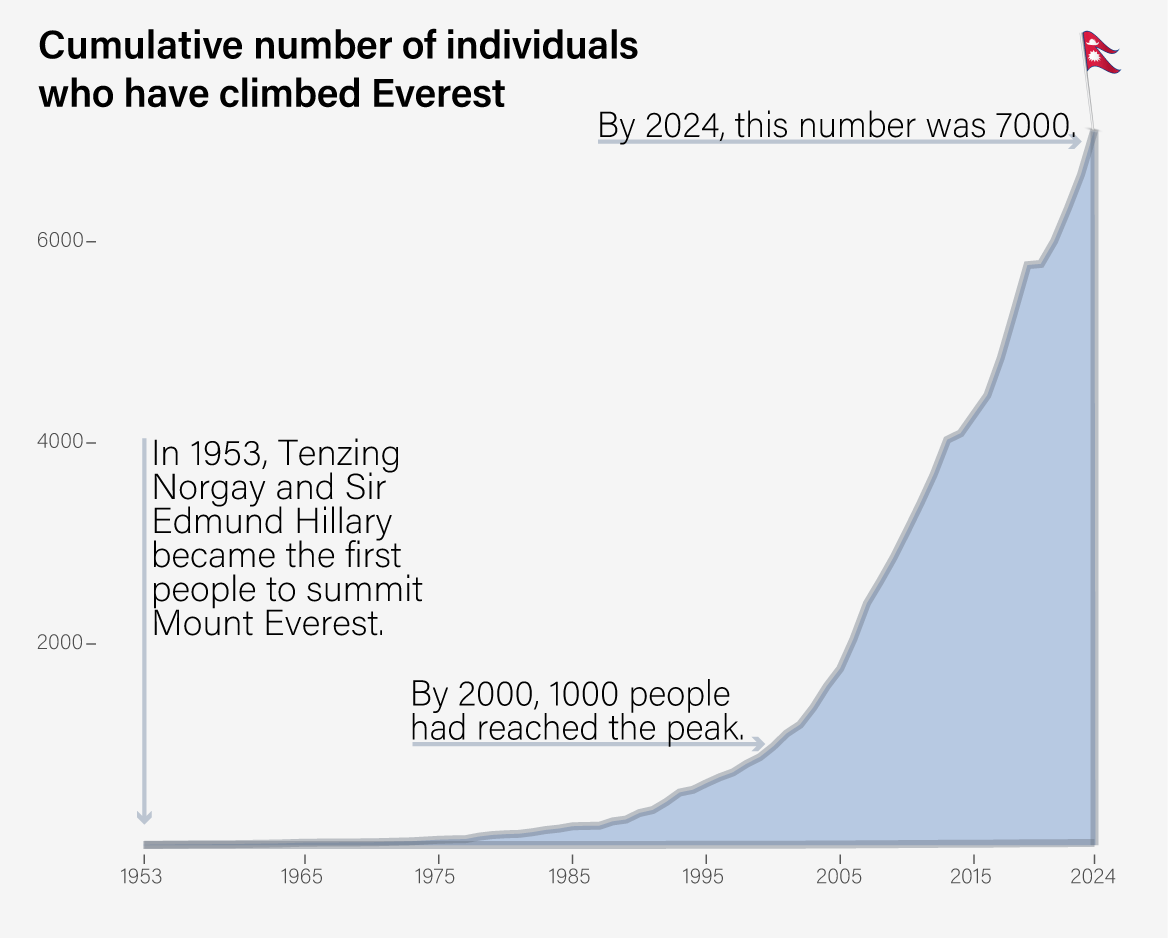 Cumulative number of individuals
who have climbed Everest
By 2024, this number was 7000.
6000
4000
In 1953, Tenzing
Norgay and Sir
Edmund Hillary
became the first
people to summit
Mount Everest.
2000
By 2000, 1000 people
had reached the peak.
1953 1965 1975 1985 1995 2005 2015 2024